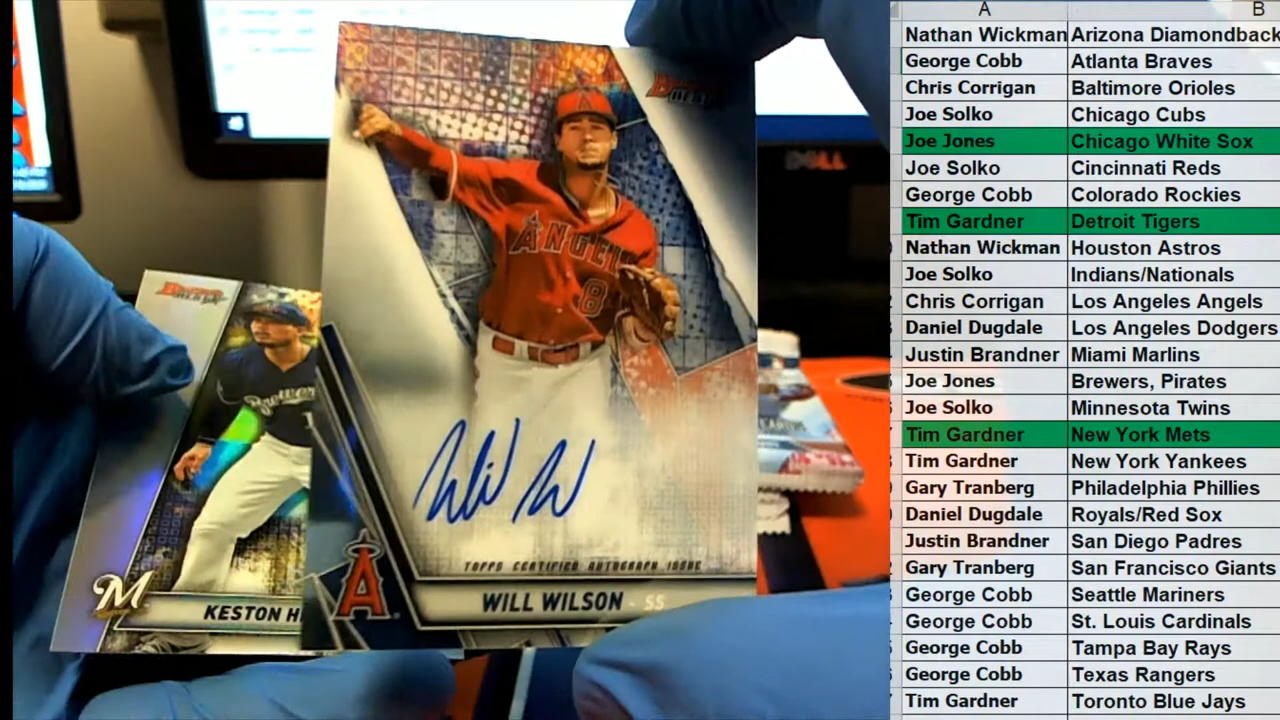 DELL
BOWMAN'S BEST
ANGELS
8
Will W
TOPPS CERTIFIED AUTOGRAPH ISSUE
WILL WILSON - SS
A
Brewers
M
KESTON H
A B
Nathan Wickman Arizona Diamondback
George Cobb Atlanta Braves
Chris Corrigan Baltimore Orioles
Joe Solko Chicago Cubs
Joe Jones Chicago White Sox
Joe Solko Cincinnati Reds
George Cobb Colorado Rockies
Tim Gardner Detroit Tigers
Nathan Wickman Houston Astros
Joe Solko Indians/Nationals
Chris Corrigan Los Angeles Angels
Daniel Dugdale Los Angeles Dodgers
Justin Brandner Miami Marlins
Joe Jones Brewers, Pirates
Joe Solko Minnesota Twins
Tim Gardner New York Mets
Tim Gardner New York Yankees
Gary Tranberg Philadelphia Phillies
Daniel Dugdale Royals/Red Sox
Justin Brandner San Diego Padres
Gary Tranberg San Francisco Giants
George Cobb Seattle Mariners
George Cobb St. Louis Cardinals
George Cobb Tampa Bay Rays
George Cobb Texas Rangers
Tim Gardner Toronto Blue Jays